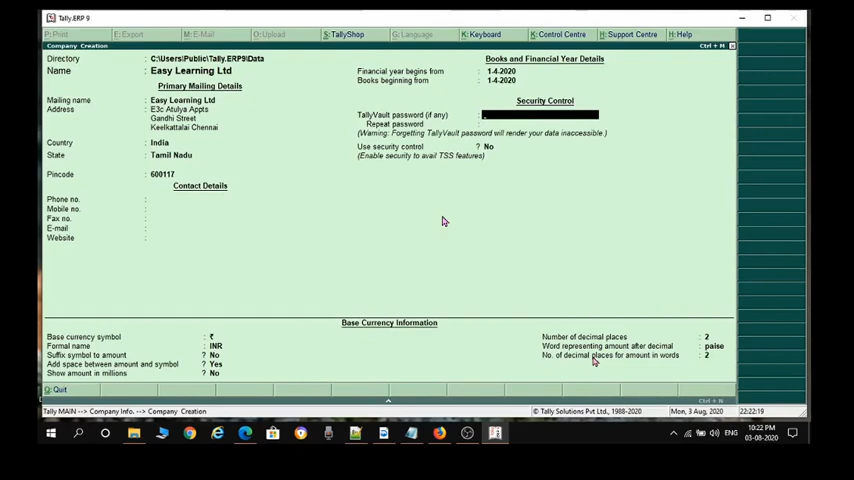 Tally.ERP 9
P:Print E:Export M:E-Mail O:Upload S:TallyShop G:Language K:Keyboard K:Control Centre H:Support Centre H:Help
Company Creation Ctrl + M
Directory : C:\Users\Public\Tally.ERP9\Data
Name : Easy Learning Ltd
Primary Mailing Details
Mailing name : Easy Learning Ltd
Address : E3c Atulya Appts
Gandhi Street
Keelkattalai Chennai
Country : India
State : Tamil Nadu
Pincode : 600117
Contact Details
Phone no. :
Mobile no. :
Fax no. :
E-mail :
Website :
Books and Financial Year Details
Financial year begins from : 1-4-2020
Books beginning from : 1-4-2020
Security Control
TallyVault password (if any) :
Repeat password :
(Warning: Forgetting TallyVault password will render your data inaccessible.)
Use security control ? No
(Enable security to avail TSS features)
Base Currency Information
Base currency symbol : ₹
Formal name : INR
Suffix symbol to amount ? No
Add space between amount and symbol ? Yes
Show amount in millions ? No
Number of decimal places : 2
Word representing amount after decimal : paise
No. of decimal places for amount in words : 2
Q: Quit
Ctrl + N
Tally MAIN --> Company Info. --> Company Creation © Tally Solutions Pvt Ltd., 1988-2020 Mon, 3 Aug, 2020 22:22:19
ENG 10:22 PM
03-08-2020